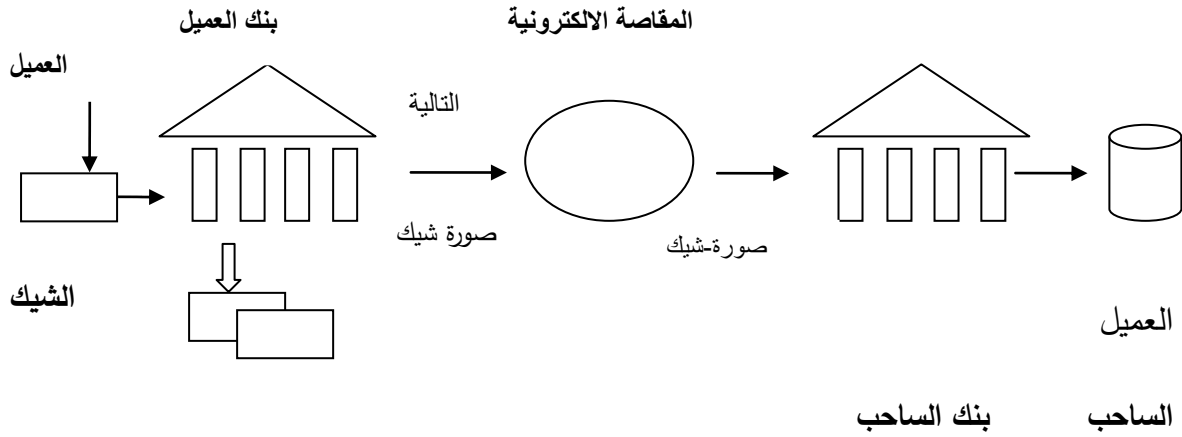 المقاصة الالكترونية
بنك العميل
العميل
التالية
صورة شيك
صورة-شيك
الشيك
العميل
الساحب
بنك الساحب